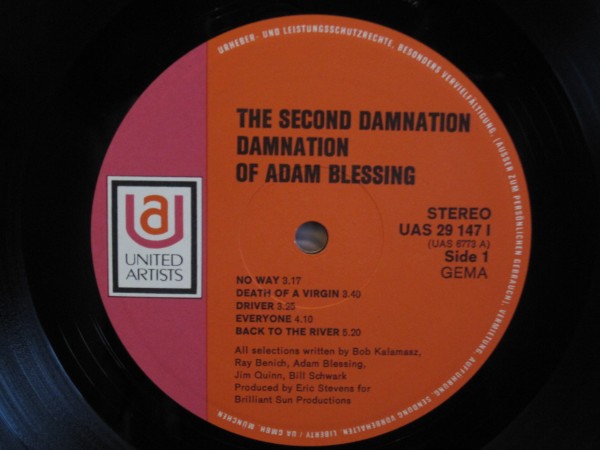 URHEBER- UND LEISTUNGSSCHUTZRECHTE, BESONDERS VERVIELFÄLTIGUNG, (AUSSER ZUM PERSÖNLICHEN GEBRAUCH), VERMIETUNG, AUFFÜHRUNG, SENDUNG VORBEHALTEN. LIBERTY / UA GMBH, MÜNCHEN
THE SECOND DAMNATION
DAMNATION
OF ADAM BLESSING
ua
UNITED
ARTISTS
STEREO
UAS 29 147 I
(UAS 6773 A)
Side 1
GEMA
NO WAY 3.17
DEATH OF A VIRGIN 3.40
DRIVER 3.25
EVERYONE 4.10
BACK TO THE RIVER 5.20
All selections written by Bob Kalamasz,
Ray Benich, Adam Blessing,
Jim Quinn, Bill Schwark
Produced by Eric Stevens for
Brilliant Sun Productions